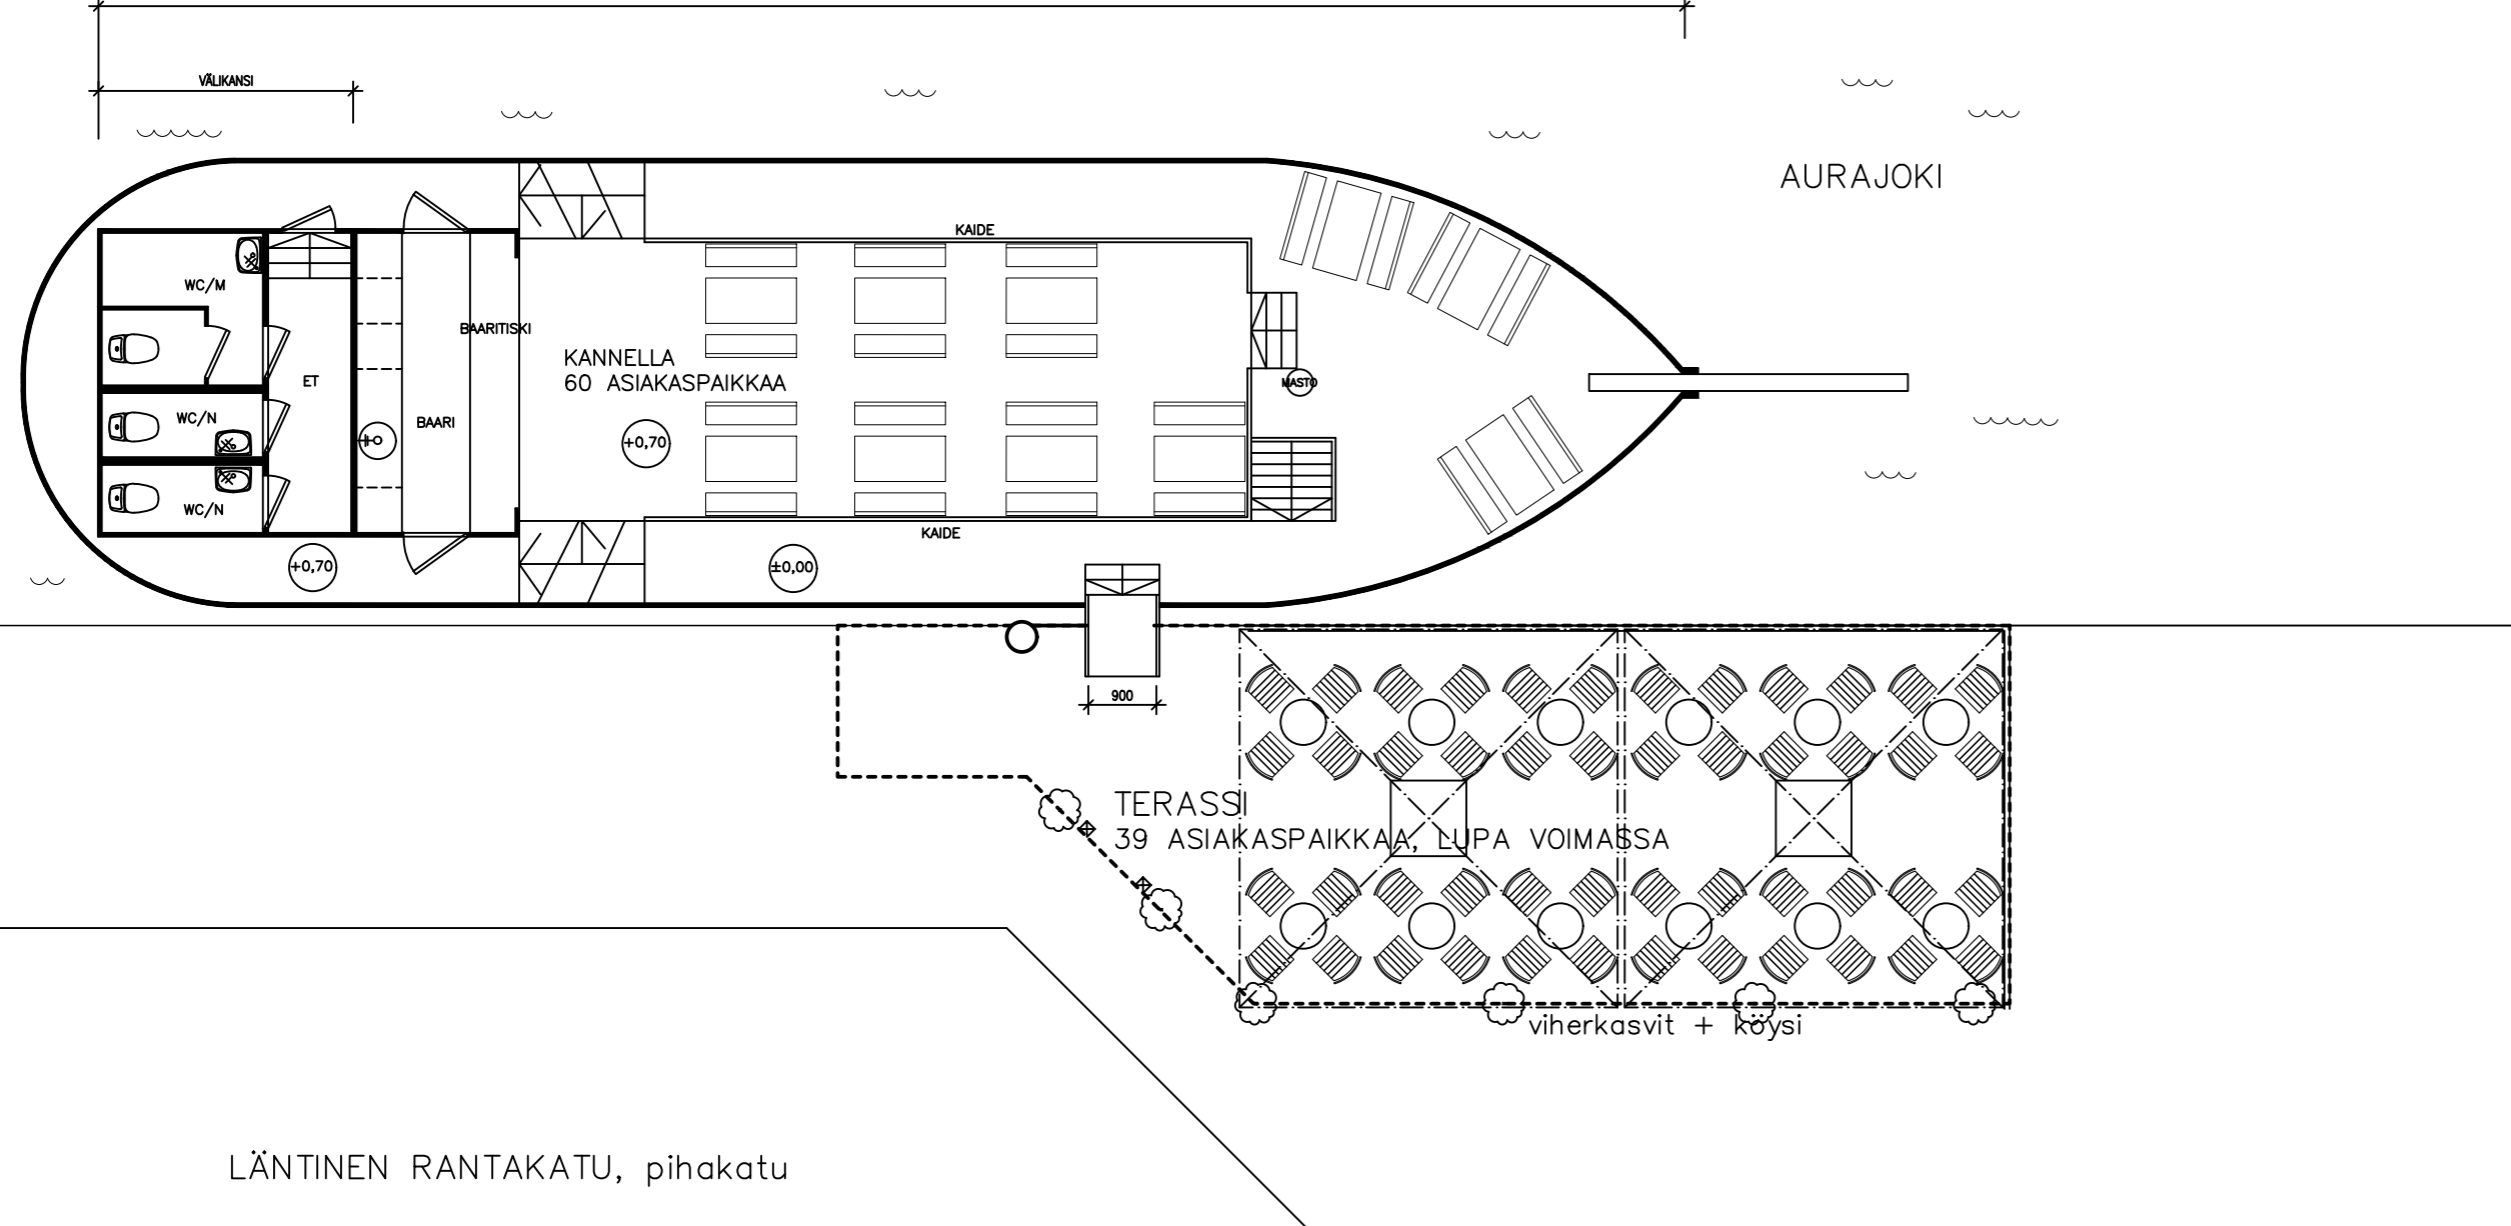 VÄLIKANSI
AURAJOKI
KAIDE
WC/M
BAARITISKI
KANNELLA
60 ASIAKASPAIKKAA
ET
MASTO
WC/N
BAARI
+0,70
WC/N
KAIDE
+0,70
±0,00
900
TERASSI
39 ASIAKASPAIKKAA, LUPA VOIMASSA
viherkasvit + köysi
LÄNTINEN RANTAKATU, pihakatu